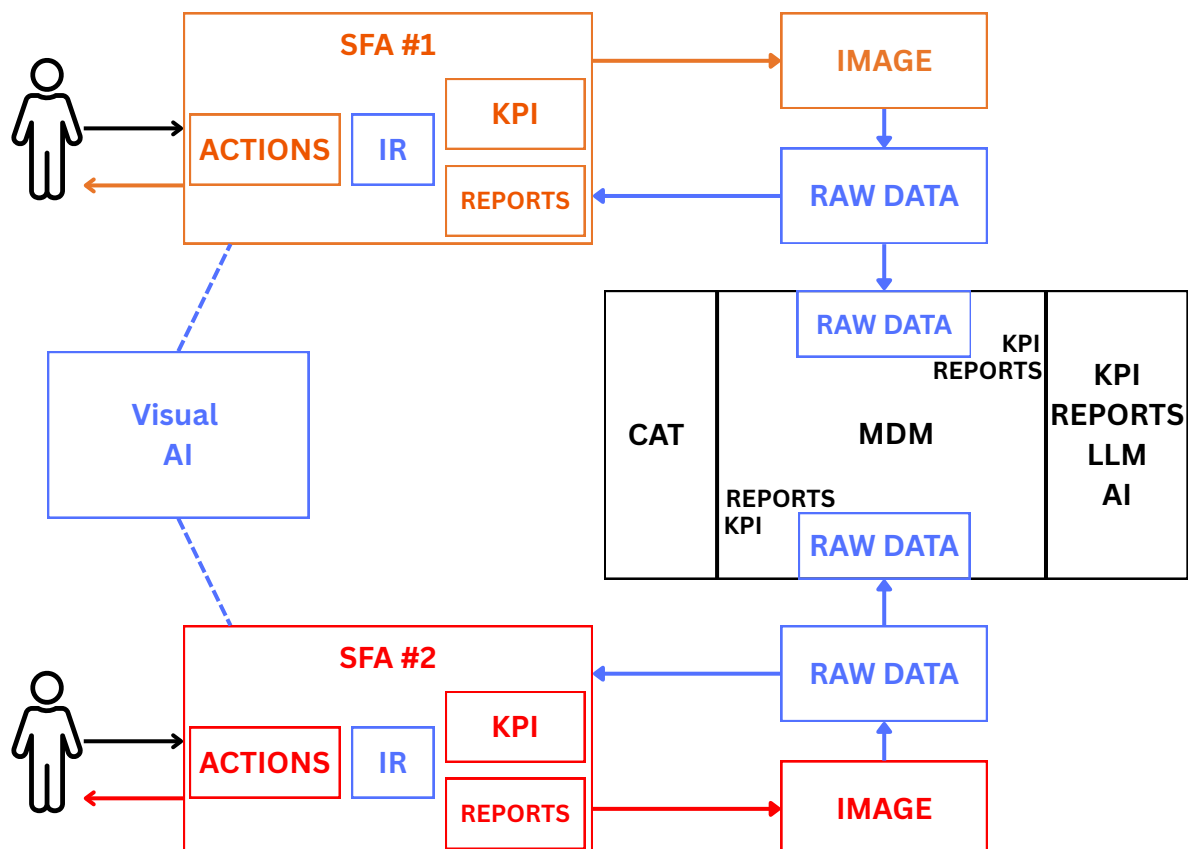 SFA #1
IMAGE
KPI
ACTIONS
IR
REPORTS
RAW DATA
RAW DATA
KPI
REPORTS
CAT
MDM
KPI
REPORTS
LLM
AI
Visual
AI
REPORTS
KPI
RAW DATA
SFA #2
RAW DATA
KPI
ACTIONS
IR
REPORTS
IMAGE